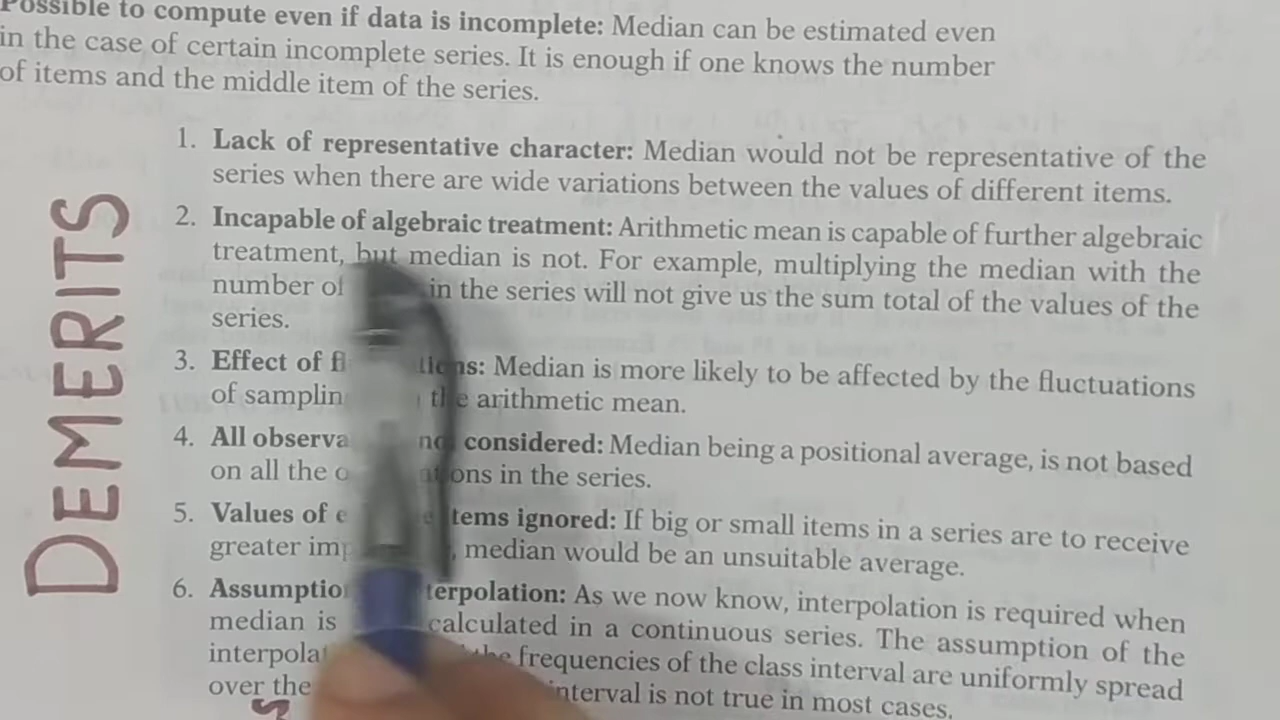 Possible to compute even if data is incomplete: Median can be estimated even
in the case of certain incomplete series. It is enough if one knows the number
of items and the middle item of the series.
DEMERITS
1. Lack of representative character: Median would not be representative of the
series when there are wide variations between the values of different items.
2. Incapable of algebraic treatment: Arithmetic mean is capable of further algebraic
treatment, but median is not. For example, multiplying the median with the
number of in the series will not give us the sum total of the values of the
series.
3. Effect of Median is more likely to be affected by the fluctuations
of the arithmetic mean.
4. All considered: Median being a positional average, is not based
on all the in the series.
5. Values of items ignored: If big or small items in a series are to receive
greater median would be an unsuitable average.
6. As we now know, interpolation is required when
median is calculated in a continuous series. The assumption of the
the frequencies of the class interval are uniformly spread
over the interval is not true in most cases.